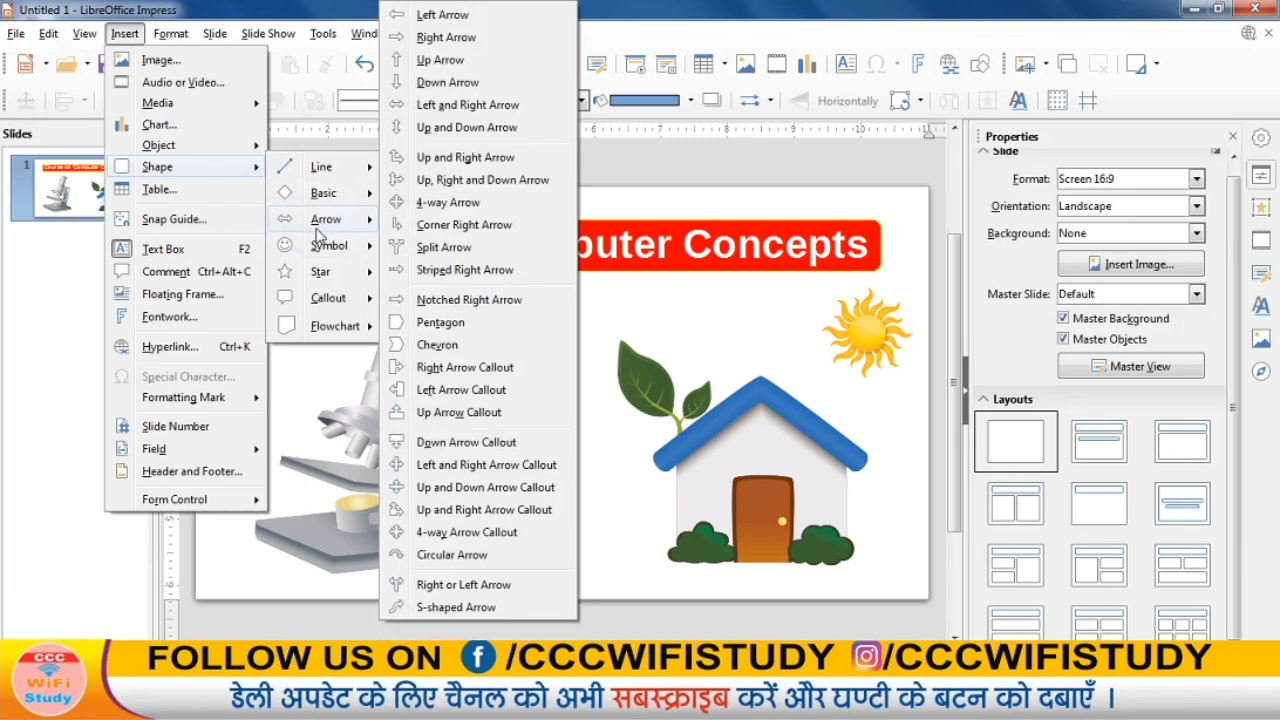 Untitled 1 - LibreOffice Impress
File Edit View Insert Format Slide Slide Show Tools Wind
Horizontally
Image...
Audio or Video...
Media
Chart...
Object
Shape
Table...
Snap Guide...
Text Box F2
Comment Ctrl+Alt+C
Floating Frame...
Fontwork...
Hyperlink... Ctrl+K
Special Character...
Formatting Mark
Slide Number
Field
Header and Footer...
Form Control
Line
Basic
Arrow
Symbol
Star
Callout
Flowchart
Left Arrow
Right Arrow
Up Arrow
Down Arrow
Left and Right Arrow
Up and Down Arrow
Up and Right Arrow
Up, Right and Down Arrow
4-way Arrow
Corner Right Arrow
Split Arrow
Striped Right Arrow
Notched Right Arrow
Pentagon
Chevron
Right Arrow Callout
Left Arrow Callout
Up Arrow Callout
Down Arrow Callout
Left and Right Arrow Callout
Up and Down Arrow Callout
Up and Right Arrow Callout
4-way Arrow Callout
Circular Arrow
Right or Left Arrow
S-shaped Arrow
Slides
1
2 6 7 8 9 10 11
puter Concepts
Properties
Slide
Format: Screen 16:9
Orientation: Landscape
Background: None
Insert Image...
Master Slide: Default
Master Background
Master Objects
Master View
Layouts
CCC
WiFi
Study
FOLLOW US ON /CCCWIFISTUDY /CCCWIFISTUDY
डेली अपडेट के लिए चैनल को अभी सबस्क्राइब करें और घण्टी के बटन को दबाएँ ।